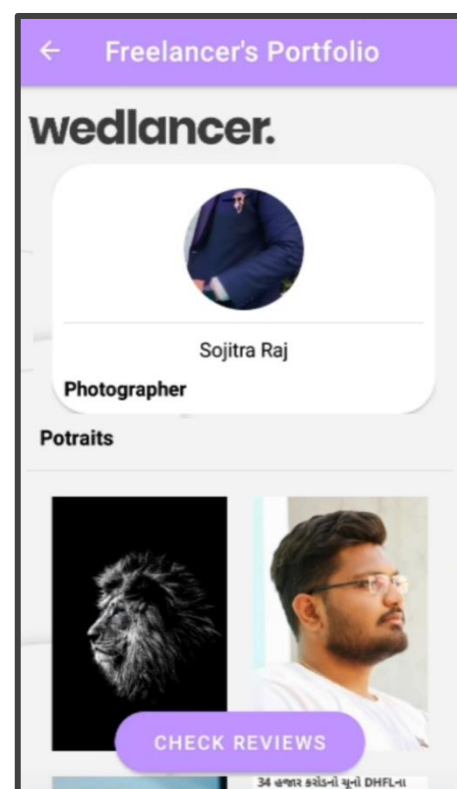 Freelancer's Portfolio
wedlancer.
Sojitra Raj
Photographer
Potraits
CHECK REVIEWS
34 હજાર કરોડનો ચૂનો DHFLના